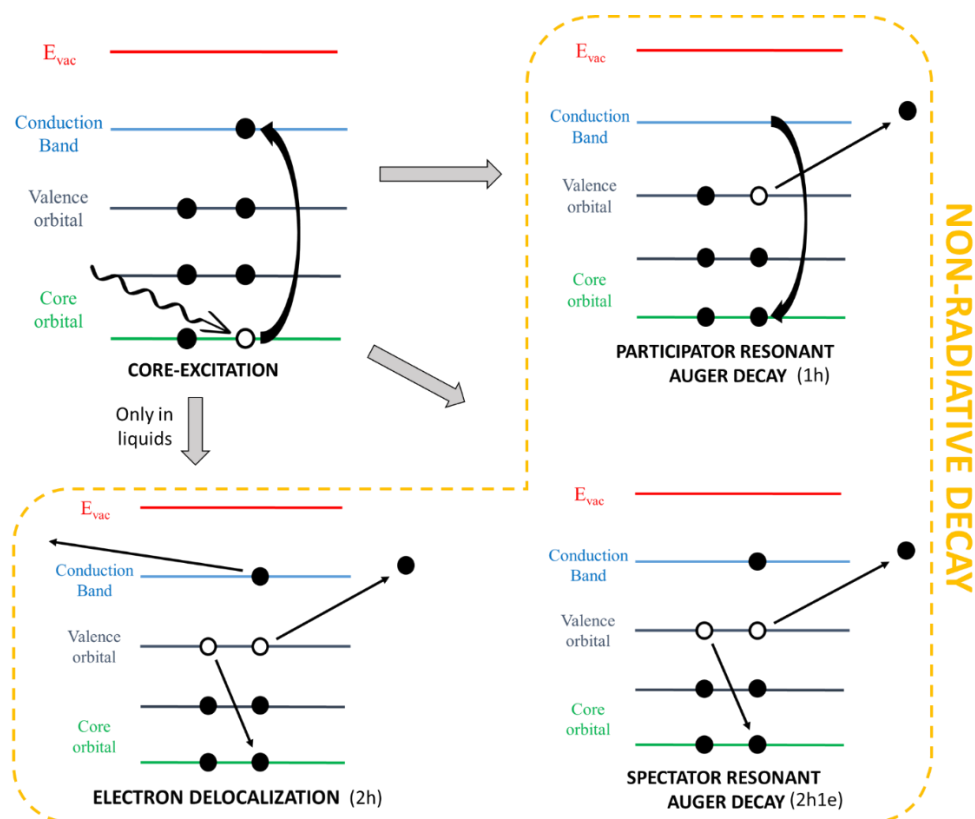 E_vac
Conduction
Band
Valence
orbital
Core
orbital
CORE-EXCITATION
Only in
liquids
E_vac
Conduction
Band
Valence
orbital
Core
orbital
PARTICIPATOR RESONANT
AUGER DECAY (1h)
E_vac
Conduction
Band
Valence
orbital
Core
orbital
ELECTRON DELOCALIZATION (2h)
E_vac
Conduction
Band
Valence
orbital
Core
orbital
SPECTATOR RESONANT
AUGER DECAY (2h1e)
NON-RADIATIVE DECAY